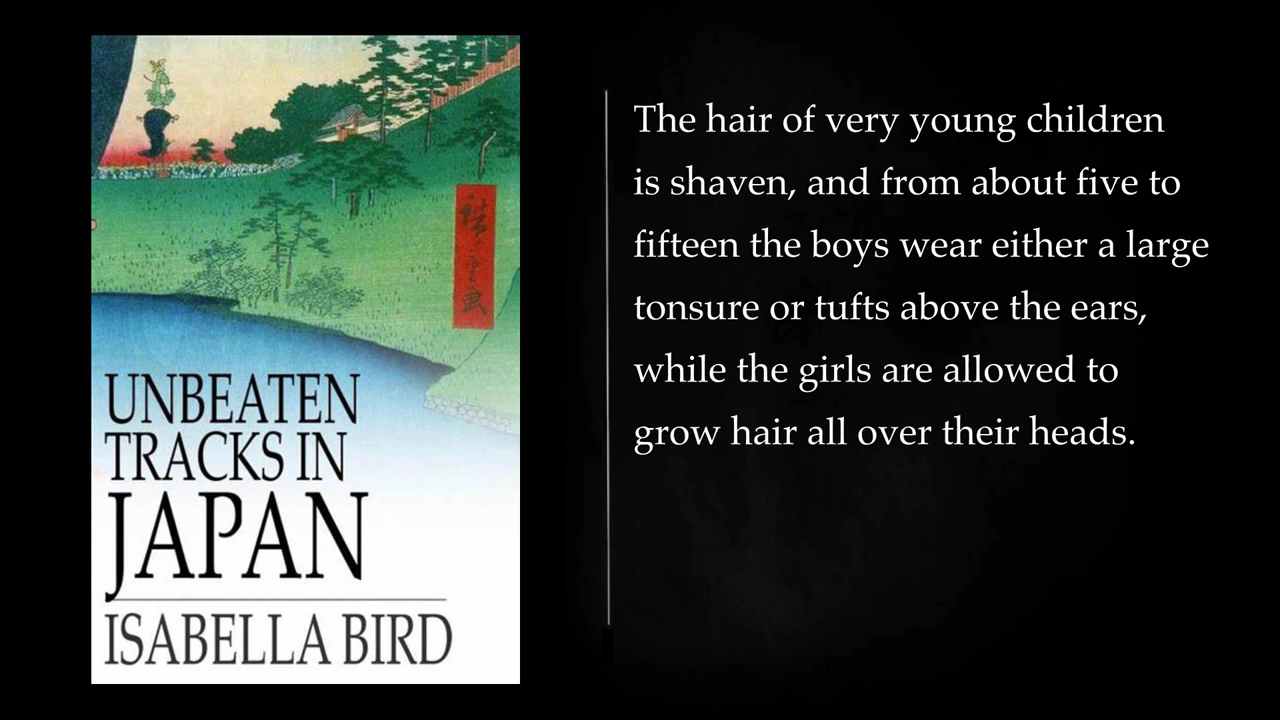 UNBEATEN
TRACKS IN
JAPAN
ISABELLA BIRD
The hair of very young children
is shaven, and from about five to
fifteen the boys wear either a large
tonsure or tufts above the ears,
while the girls are allowed to
grow hair all over their heads.